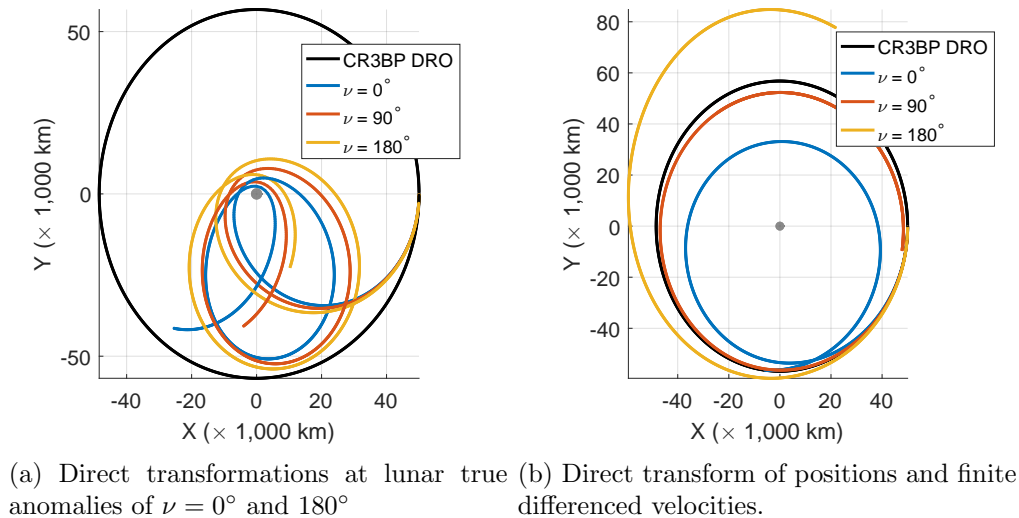 50
0
-50
Y (× 1,000 km)
-40 -20 0 20 40
X (× 1,000 km)
CR3BP DRO
ν = 0°
ν = 90°
ν = 180°
80
60
40
20
0
-20
-40
Y (× 1,000 km)
-40 -20 0 20 40
X (× 1,000 km)
CR3BP DRO
ν = 0°
ν = 90°
ν = 180°
(a) Direct transformations at lunar true
anomalies of ν = 0° and 180°
(b) Direct transform of positions and finite
differenced velocities.